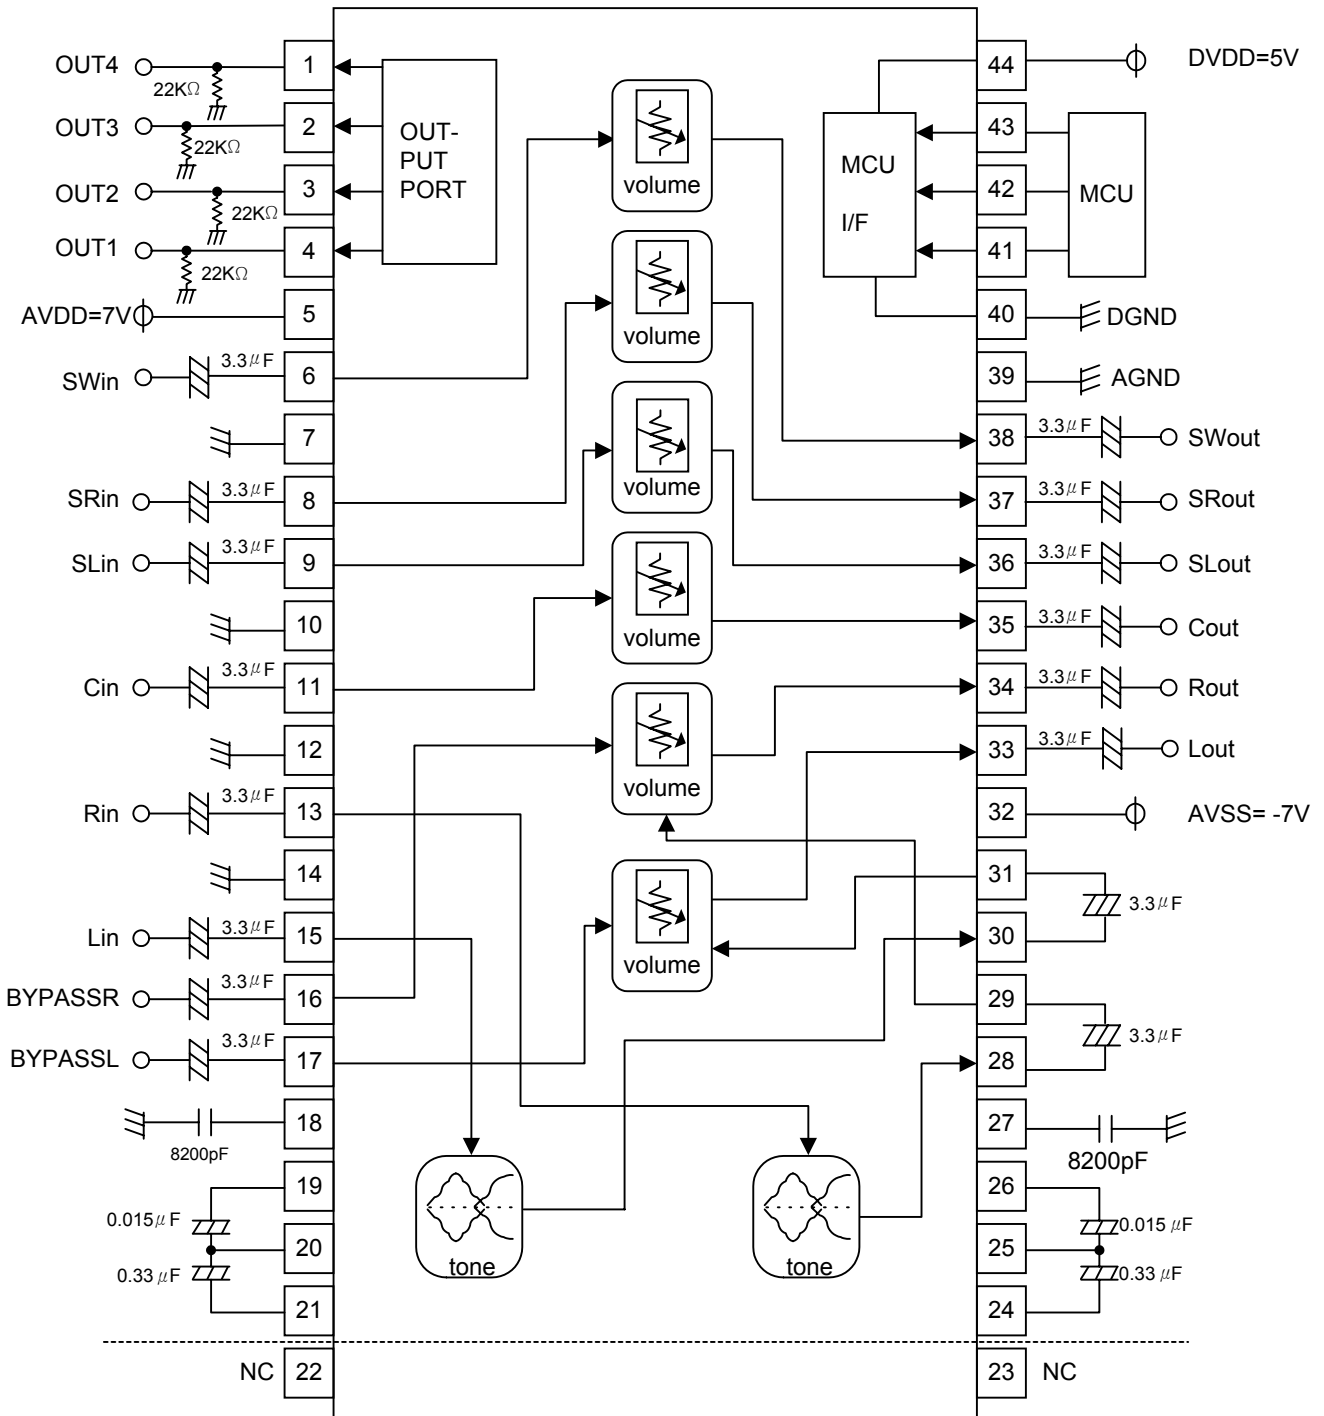 OUT4
22KΩ
1
OUT3
22KΩ
2
OUT2
22KΩ
3
OUT1
22KΩ
4
AVDD=7V
5
SWin
3.3μF
6
7
SRin
3.3μF
8
SLin
3.3μF
9
10
Cin
3.3μF
11
12
Rin
3.3μF
13
14
Lin
3.3μF
15
BYPASSR
3.3μF
16
BYPASSL
3.3μF
17
18
8200pF
19
0.015μF
20
0.33μF
21
NC
22
OUT-
PUT
PORT
volume
volume
volume
volume
volume
volume
tone
tone
MCU
I/F
MCU
44
DVDD=5V
43
42
41
40
DGND
39
AGND
38
3.3μF
SWout
37
3.3μF
SRout
36
3.3μF
SLout
35
3.3μF
Cout
34
3.3μF
Rout
33
3.3μF
Lout
32
AVSS= -7V
31
3.3μF
30
29
3.3μF
28
27
8200pF
26
0.015μF
25
0.33μF
24
23
NC